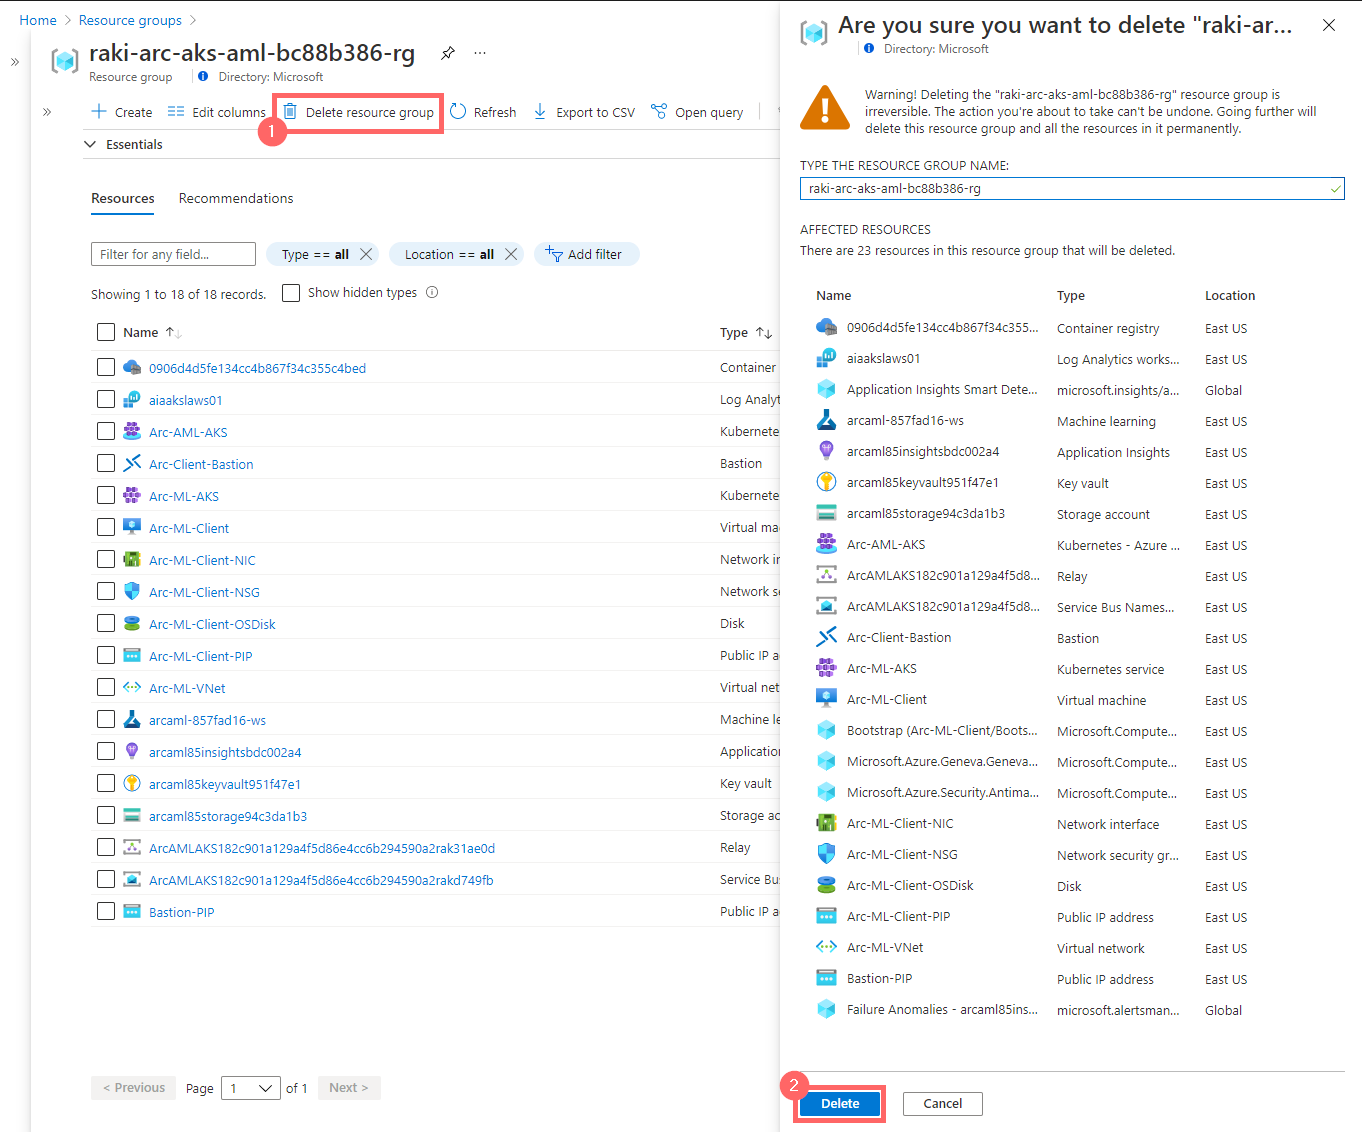 Home > Resource groups >
»
raki-arc-aks-aml-bc88b386-rg ...
Resource group Directory: Microsoft
»
Create Edit columns Delete resource group Refresh Export to CSV Open query
1
Essentials
Resources Recommendations
Filter for any field... Type == all Location == all Add filter
Showing 1 to 18 of 18 records. Show hidden types
Name ↑↓ Type ↑↓
0906d4d5fe134cc4b867f34c355c4bed Container
aiaakslaws01 Log Analyt
Arc-AML-AKS Kubernete
Arc-Client-Bastion Bastion
Arc-ML-AKS Kubernete
Arc-ML-Client Virtual ma
Arc-ML-Client-NIC Network in
Arc-ML-Client-NSG Network se
Arc-ML-Client-OSDisk Disk
Arc-ML-Client-PIP Public IP a
Arc-ML-VNet Virtual net
arcaml-857fad16-ws Machine le
arcaml85insightsbdc002a4 Application
arcaml85keyvault951f47e1 Key vault
arcaml85storage94c3da1b3 Storage ac
ArcAMLAKS182c901a129a4f5d86e4cc6b294590a2rak31ae0d Relay
ArcAMLAKS182c901a129a4f5d86e4cc6b294590a2rakd749fb Service Bu
Bastion-PIP Public IP a
< Previous Page 1 of 1 Next >
Are you sure you want to delete "raki-ar...
Directory: Microsoft
Warning! Deleting the "raki-arc-aks-aml-bc88b386-rg" resource group is
irreversible. The action you're about to take can't be undone. Going further will
delete this resource group and all the resources in it permanently.
TYPE THE RESOURCE GROUP NAME:
raki-arc-aks-aml-bc88b386-rg
AFFECTED RESOURCES
There are 23 resources in this resource group that will be deleted.
Name Type Location
0906d4d5fe134cc4b867f34c355... Container registry East US
aiaakslaws01 Log Analytics works... East US
Application Insights Smart Dete... microsoft.insights/a... Global
arcaml-857fad16-ws Machine learning East US
arcaml85insightsbdc002a4 Application Insights East US
arcaml85keyvault951f47e1 Key vault East US
arcaml85storage94c3da1b3 Storage account East US
Arc-AML-AKS Kubernetes - Azure ... East US
ArcAMLAKS182c901a129a4f5d8... Relay East US
ArcAMLAKS182c901a129a4f5d8... Service Bus Names... East US
Arc-Client-Bastion Bastion East US
Arc-ML-AKS Kubernetes service East US
Arc-ML-Client Virtual machine East US
Bootstrap (Arc-ML-Client/Boots... Microsoft.Compute... East US
Microsoft.Azure.Geneva.Geneva... Microsoft.Compute... East US
Microsoft.Azure.Security.Antima... Microsoft.Compute... East US
Arc-ML-Client-NIC Network interface East US
Arc-ML-Client-NSG Network security gr... East US
Arc-ML-Client-OSDisk Disk East US
Arc-ML-Client-PIP Public IP address East US
Arc-ML-VNet Virtual network East US
Bastion-PIP Public IP address East US
Failure Anomalies - arcaml85ins... microsoft.alertsman... Global
2
Delete Cancel